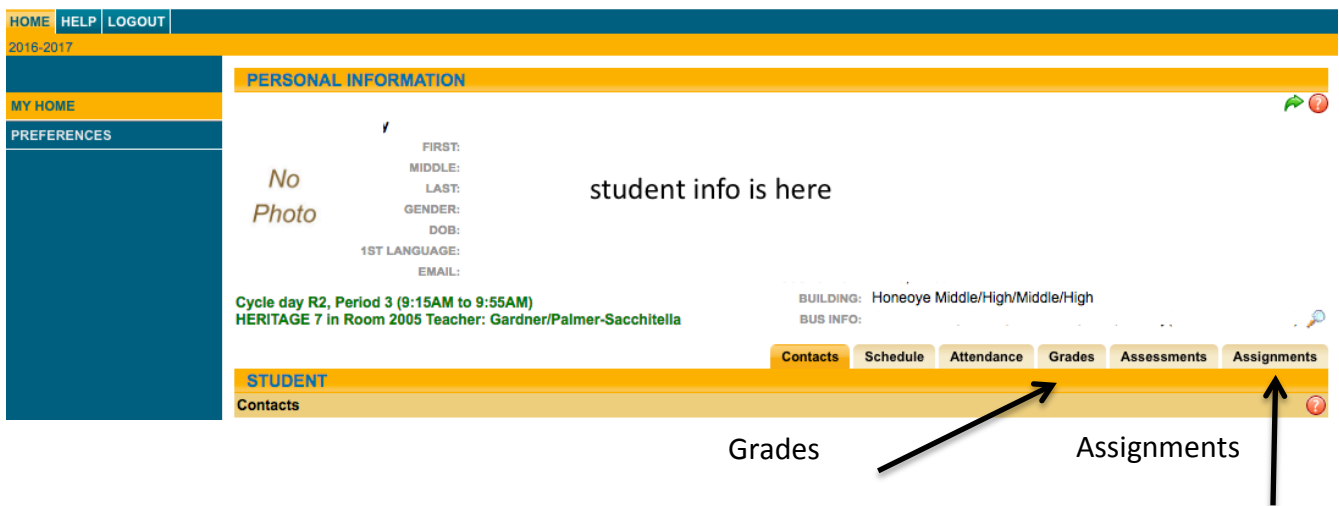 HOME HELP LOGOUT
2016-2017
PERSONAL INFORMATION
MY HOME
PREFERENCES
No
Photo
FIRST:
MIDDLE:
LAST:
GENDER:
DOB:
1ST LANGUAGE:
EMAIL:
student info is here
Cycle day R2, Period 3 (9:15AM to 9:55AM)
HERITAGE 7 in Room 2005 Teacher: Gardner/Palmer-Sacchitella
BUILDING: Honeoye Middle/High/Middle/High
BUS INFO:
Contacts Schedule Attendance Grades Assessments Assignments
STUDENT
Contacts
Grades Assignments